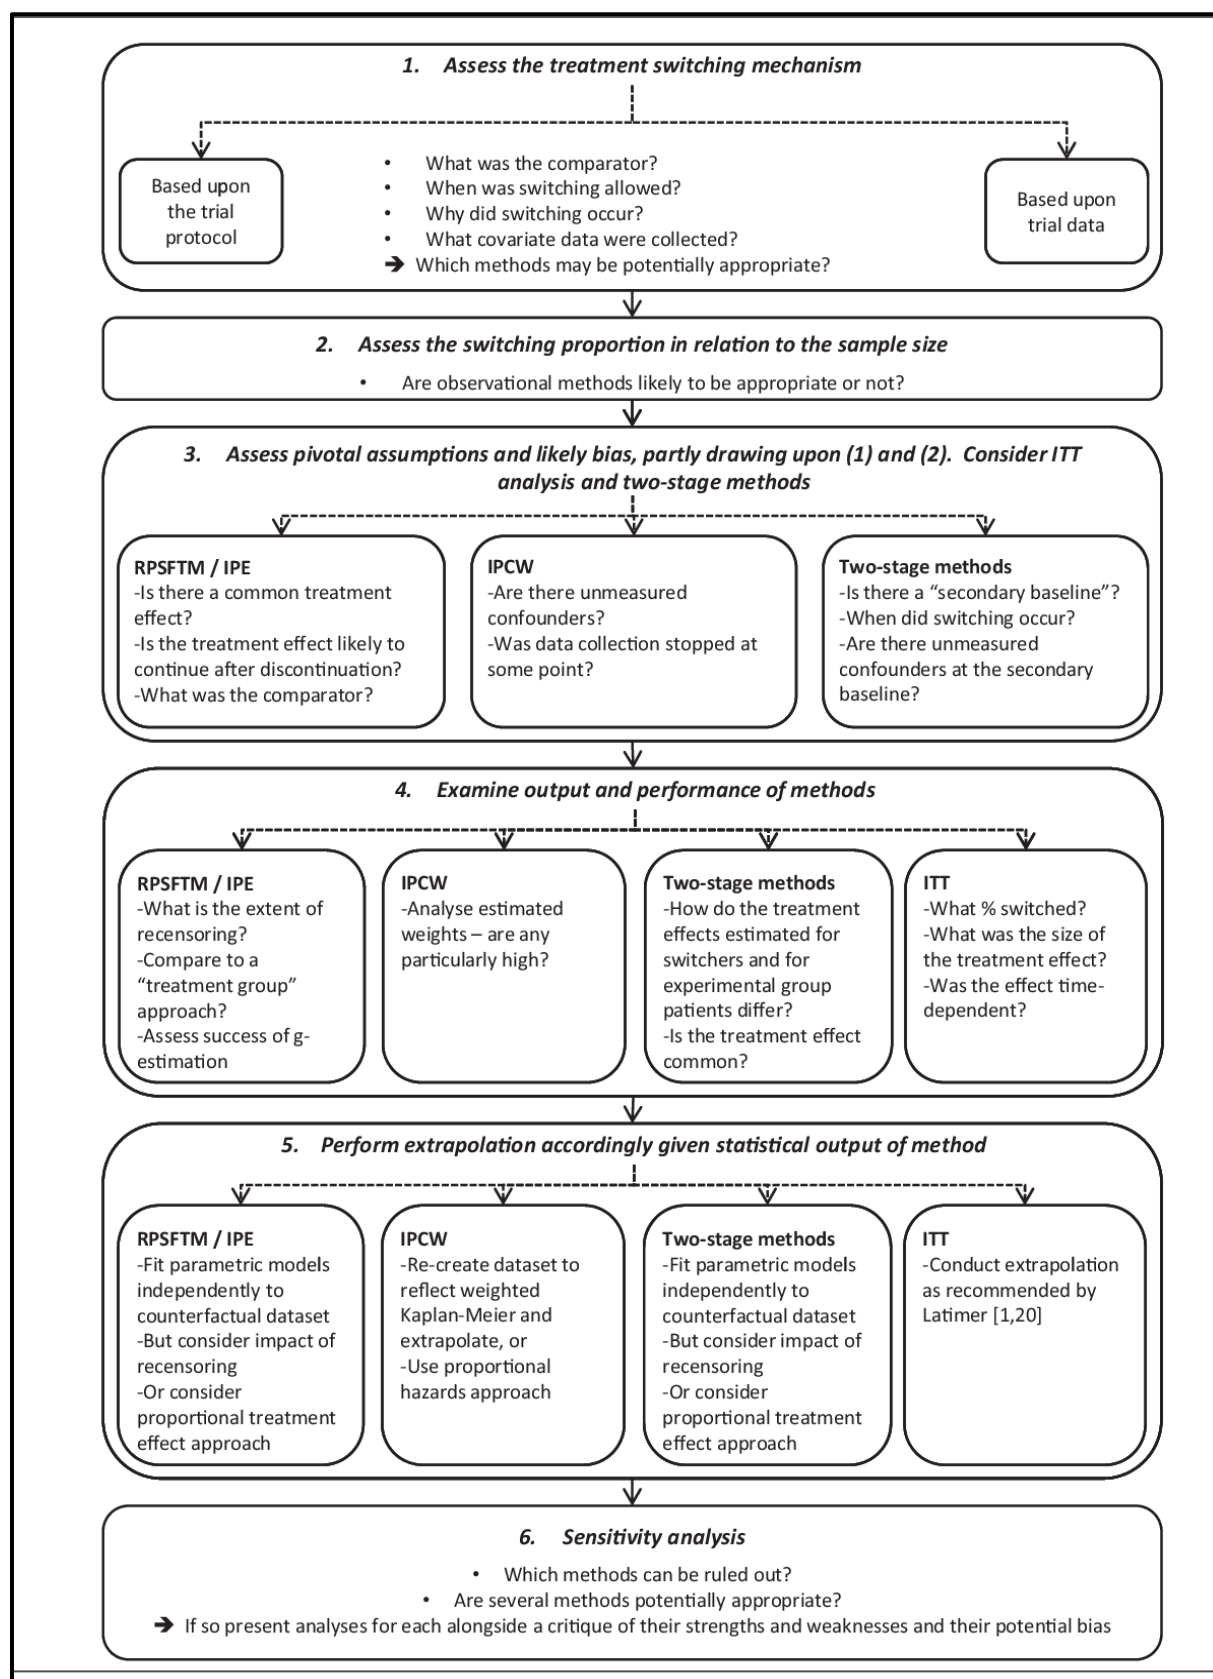 1. Assess the treatment switching mechanism
Based upon
the trial
protocol
• What was the comparator?
• When was switching allowed?
• Why did switching occur?
• What covariate data were collected?
➔ Which methods may be potentially appropriate?
Based upon
trial data
2. Assess the switching proportion in relation to the sample size
• Are observational methods likely to be appropriate or not?
3. Assess pivotal assumptions and likely bias, partly drawing upon (1) and (2). Consider ITT
analysis and two-stage methods
RPSFTM / IPE
-Is there a common treatment
effect?
-Is the treatment effect likely to
continue after discontinuation?
-What was the comparator?
IPCW
-Are there unmeasured
confounders?
-Was data collection stopped at
some point?
Two-stage methods
-Is there a “secondary baseline”?
-When did switching occur?
-Are there unmeasured
confounders at the secondary
baseline?
4. Examine output and performance of methods
RPSFTM / IPE
-What is the extent of
recensoring?
-Compare to a
“treatment group”
approach?
-Assess success of g-
estimation
IPCW
-Analyse estimated
weights – are any
particularly high?
Two-stage methods
-How do the treatment
effects estimated for
switchers and for
experimental group
patients differ?
-Is the treatment effect
common?
ITT
-What % switched?
-What was the size of
the treatment effect?
-Was the effect time-
dependent?
5. Perform extrapolation accordingly given statistical output of method
RPSFTM / IPE
-Fit parametric models
independently to
counterfactual dataset
-But consider impact of
recensoring
-Or consider
proportional treatment
effect approach
IPCW
-Re-create dataset to
reflect weighted
Kaplan-Meier and
extrapolate, or
-Use proportional
hazards approach
Two-stage methods
-Fit parametric models
independently to
counterfactual dataset
-But consider impact of
recensoring
-Or consider
proportional treatment
effect approach
ITT
-Conduct extrapolation
as recommended by
Latimer [1,20]
6. Sensitivity analysis
• Which methods can be ruled out?
• Are several methods potentially appropriate?
➔ If so present analyses for each alongside a critique of their strengths and weaknesses and their potential bias